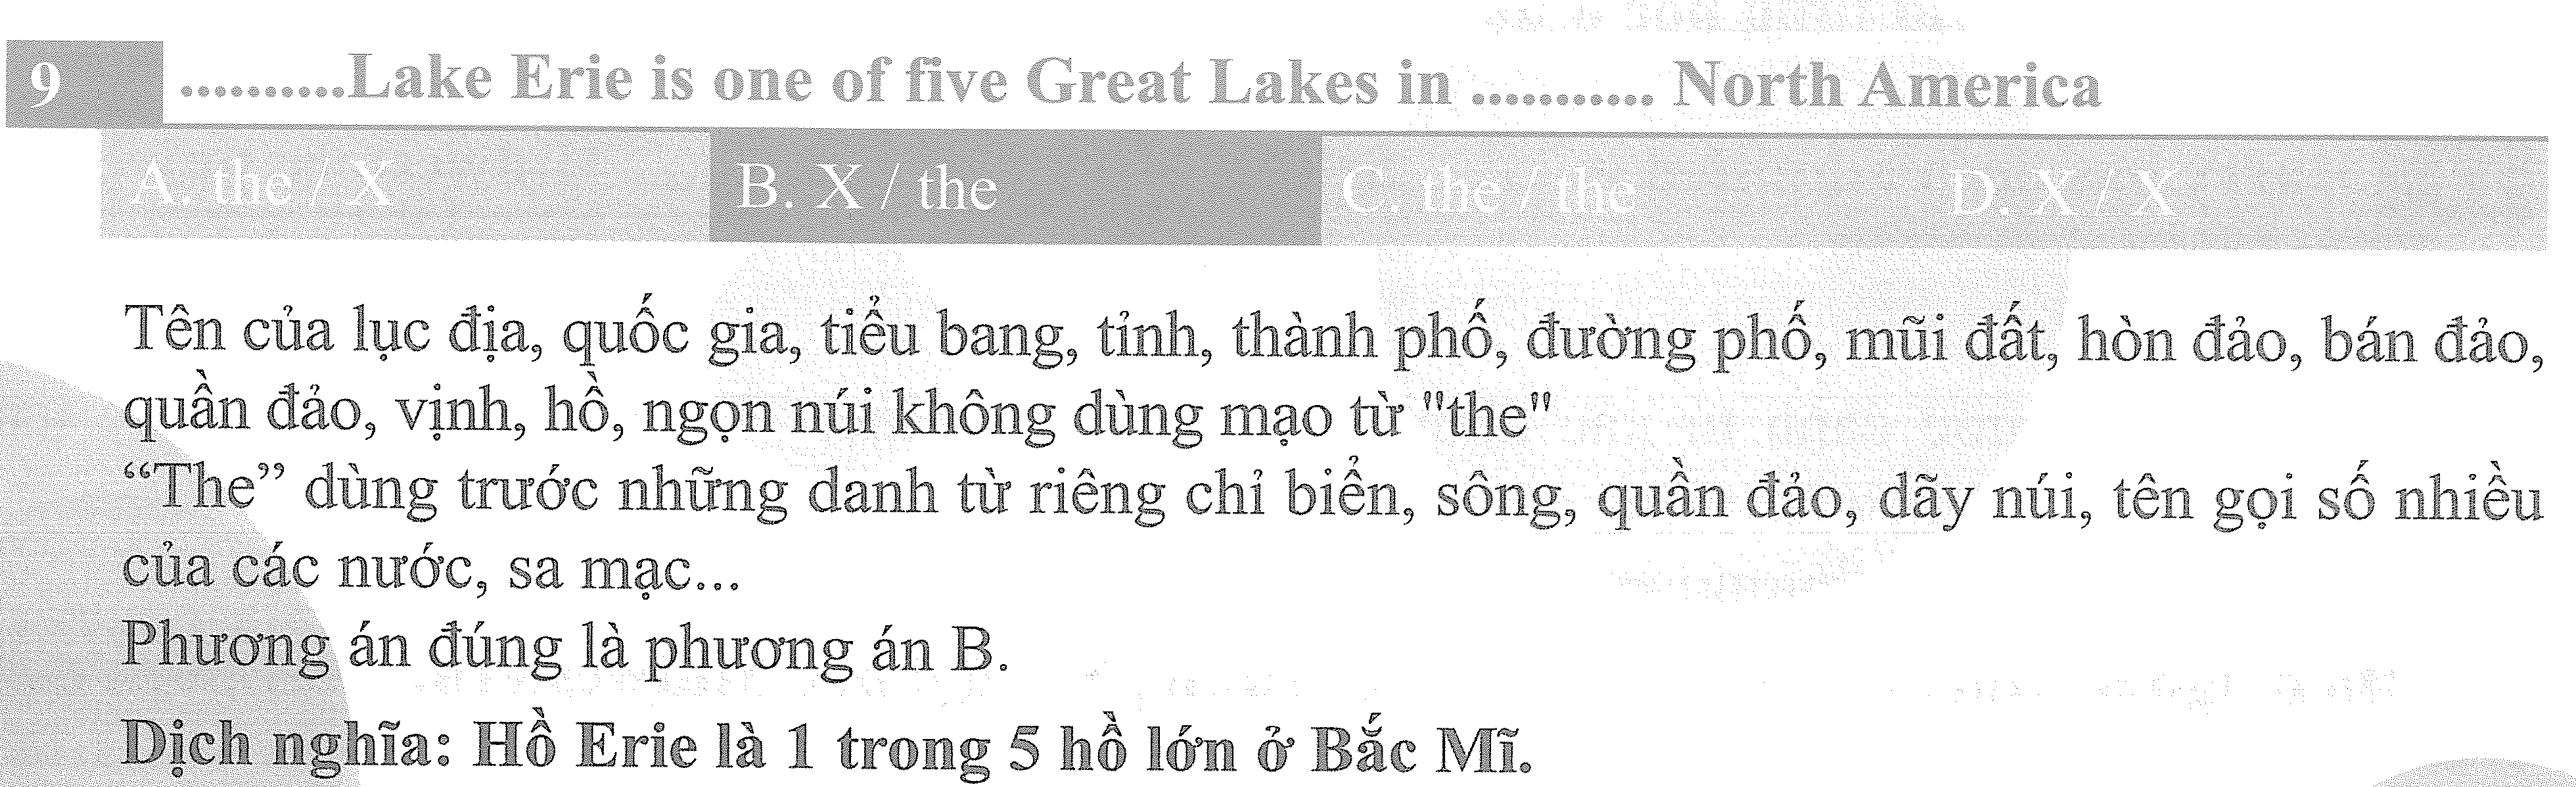 9 ..........Lake Erie is one of five Great Lakes in ........... North America
A. the / X B. X / the C. the / the D. X / X
Tên của lục địa, quốc gia, tiểu bang, tỉnh, thành phố, đường phố, mũi đất, hòn đảo, bán đảo,
quần đảo, vịnh, hồ, ngọn núi không dùng mạo từ "the"
“The” dùng trước những danh từ riêng chỉ biển, sông, quần đảo, dãy núi, tên gọi số nhiều
của các nước, sa mạc...
Phương án đúng là phương án B.
Dịch nghĩa: Hồ Erie là 1 trong 5 hồ lớn ở Bắc Mĩ.